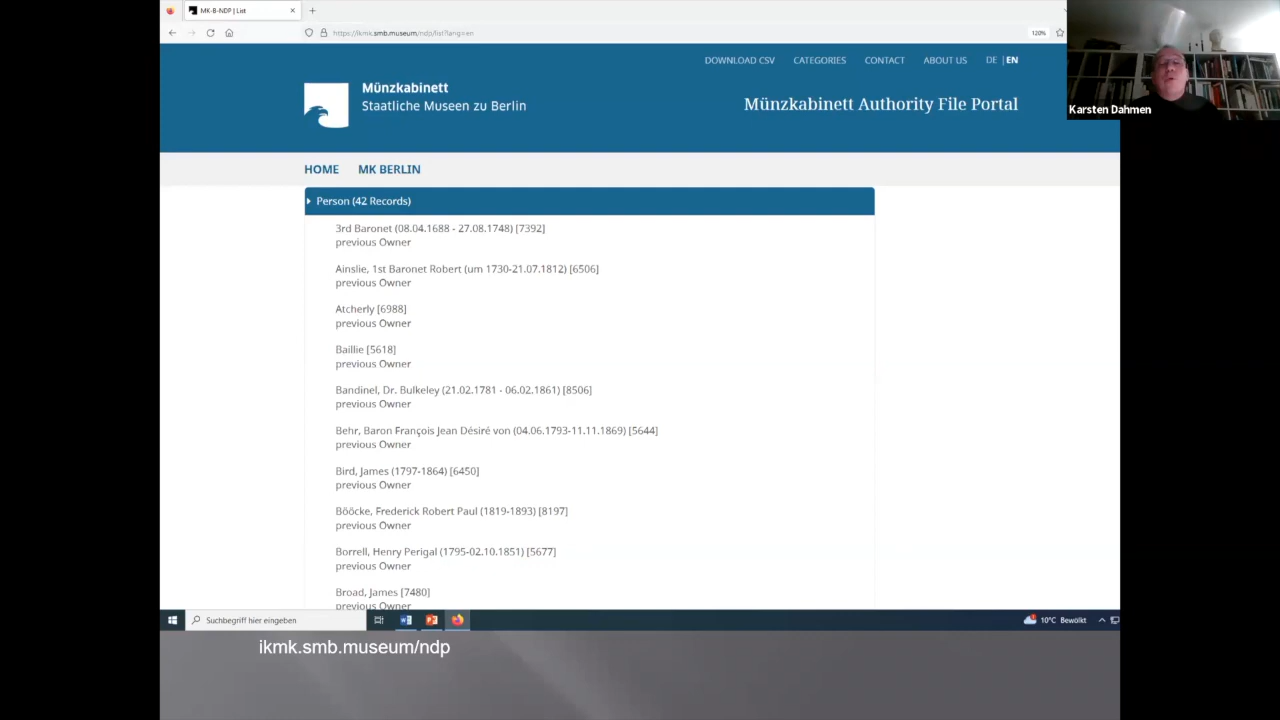 MK-B-NDP | List
https://ikmk.smb.museum/ndp/list?lang=en
120%
DOWNLOAD CSV CATEGORIES CONTACT ABOUT US DE | EN
Münzkabinett
Staatliche Museen zu Berlin
Münzkabinett Authority File Portal
Karsten Dahmen
HOME MK BERLIN
Person (42 Records)
3rd Baronet (08.04.1688 - 27.08.1748) [7392]
previous Owner
Ainslie, 1st Baronet Robert (um 1730-21.07.1812) [6506]
previous Owner
Atcherly [6988]
previous Owner
Baillie [5618]
previous Owner
Bandinel, Dr. Bulkeley (21.02.1781 - 06.02.1861) [8506]
previous Owner
Behr, Baron François Jean Désiré von (04.06.1793-11.11.1869) [5644]
previous Owner
Bird, James (1797-1864) [6450]
previous Owner
Bööcke, Frederick Robert Paul (1819-1893) [8197]
previous Owner
Borrell, Henry Perigal (1795-02.10.1851) [5677]
previous Owner
Broad, James [7480]
previous Owner
Suchbegriff hier eingeben
10°C Bewölkt
ikmk.smb.museum/ndp